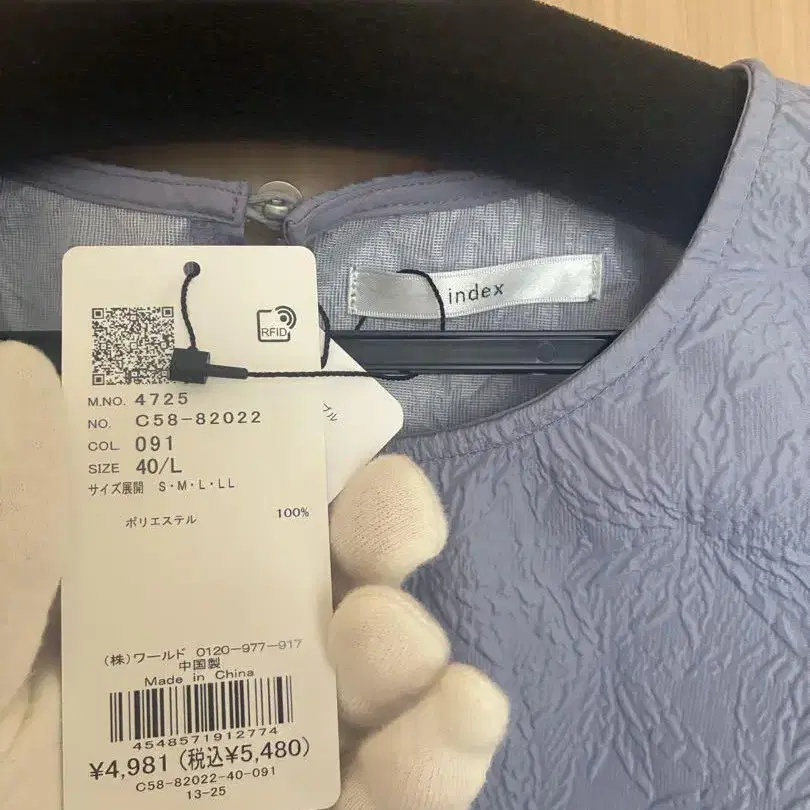 index
RFID
M.NO. 4725
NO. C58-82022
COL 091
SIZE 40/L
サイズ展開 S・M・L・LL
ポリエステル 100%
(株)ワールド 0120-977-917
中国製
Made in China
4548571912774
¥4,981(税込¥5,480)
C58-82022-40-091
13-25